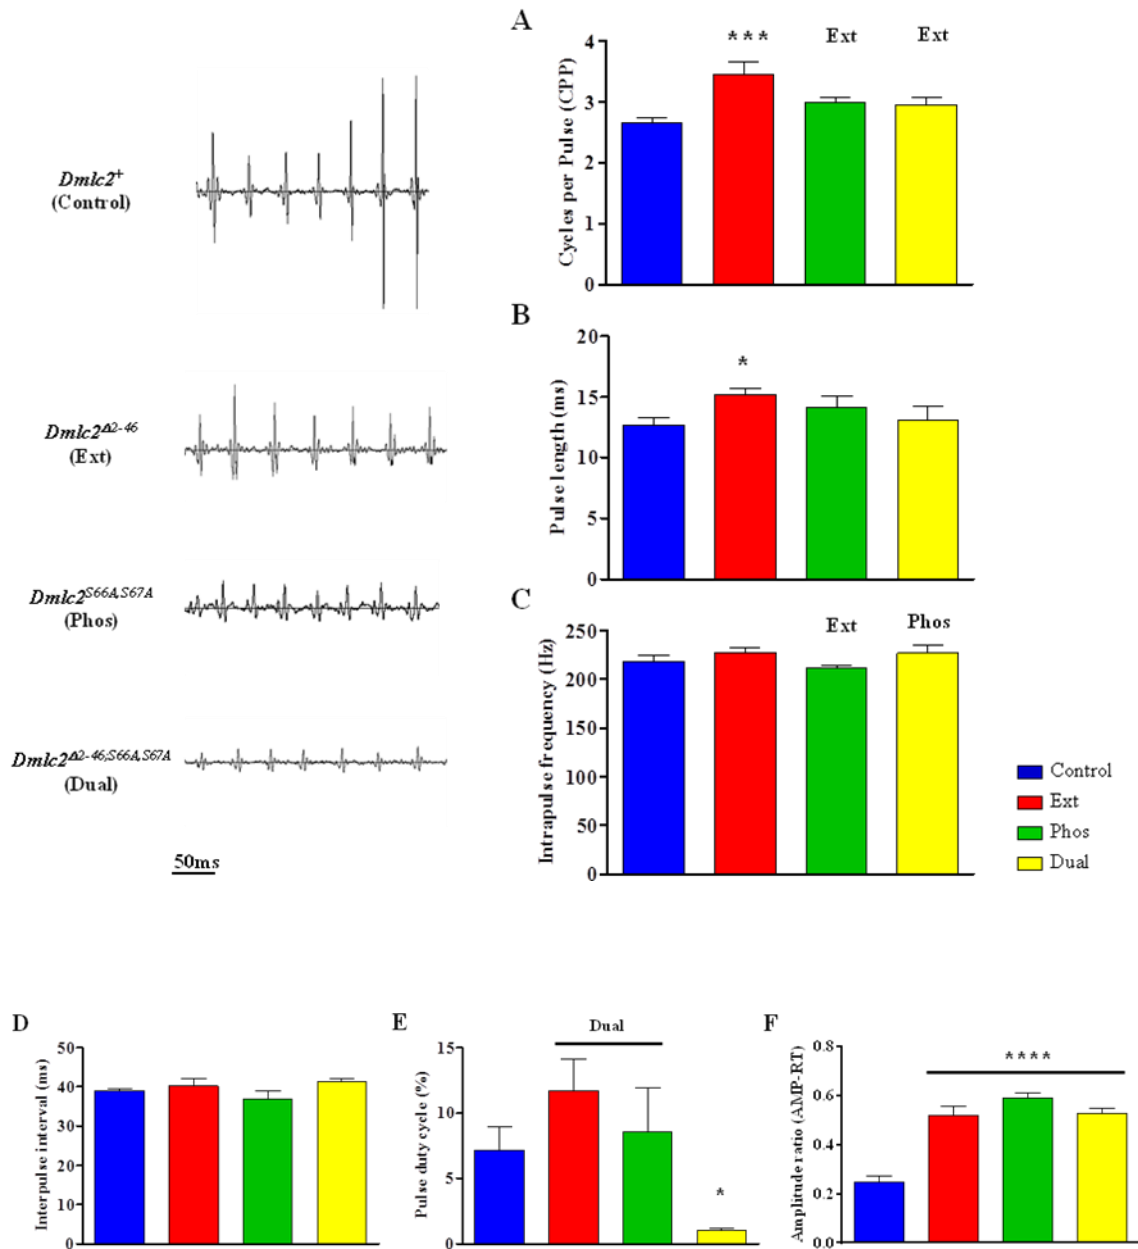 Dmlc2+
(Control)
Dmlc2Δ2-46
(Ext)
Dmlc2S66A,S67A
(Phos)
Dmlc2Δ2-46;S66A,S67A
(Dual)
50ms
A
*** Ext Ext
Cycles per Pulse (CPP)
4
3
2
1
0
B
*
Pulse length (ms)
20
15
10
5
0
C
Ext Phos
Intrapulse frequency (Hz)
250
200
150
100
50
0
Control
Ext
Phos
Dual
D
Interpulse interval (ms)
50
40
30
20
10
0
E
Dual
*
Pulse duty cycle (%)
15
10
5
0
F
****
Amplitude ratio (AMP-RT)
0.8
0.6
0.4
0.2
0.0